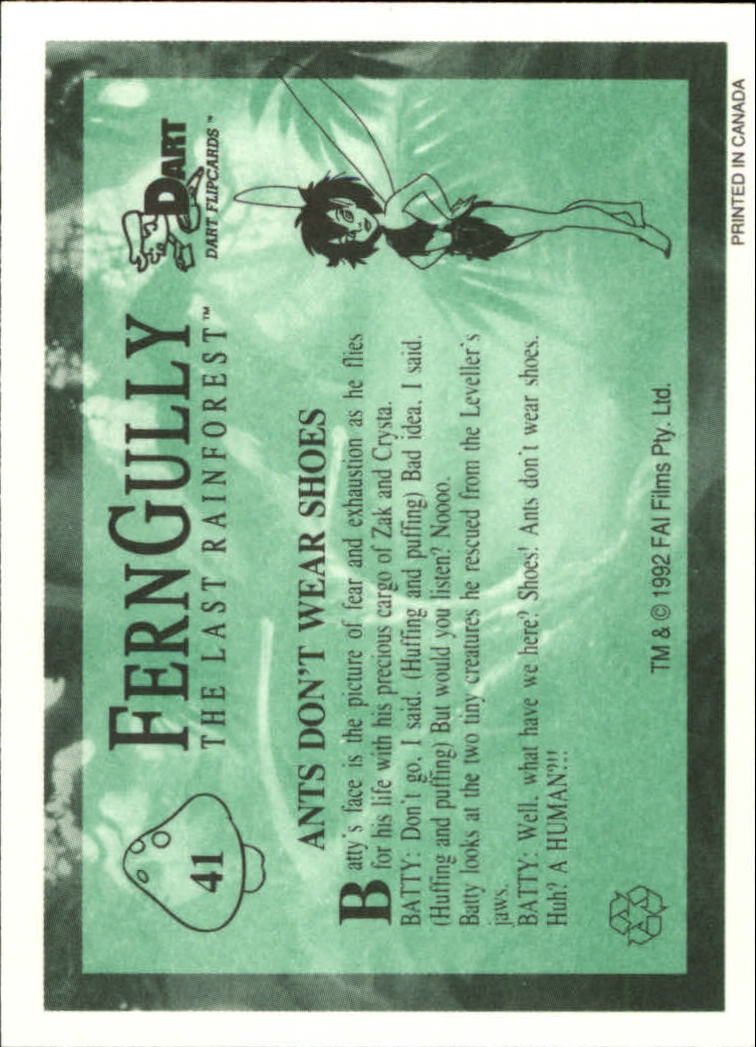 41
FERNGULLY
THE LAST RAINFOREST™
DART
DART FLIPCARDS™
ANTS DON'T WEAR SHOES
Batty's face is the picture of fear and exhaustion as he flies
for his life with his precious cargo of Zak and Crysta.
BATTY: Don't go, I said. (Huffing and puffing) Bad idea, I said.
(Huffing and puffing) But would you listen? Noooo.
Batty looks at the two tiny creatures he rescued from the Leveller's
jaws.
BATTY: Well, what have we here? Shoes! Ants don't wear shoes.
Huh? A HUMAN?!!
TM & © 1992 FAI Films Pty. Ltd.
PRINTED IN CANADA